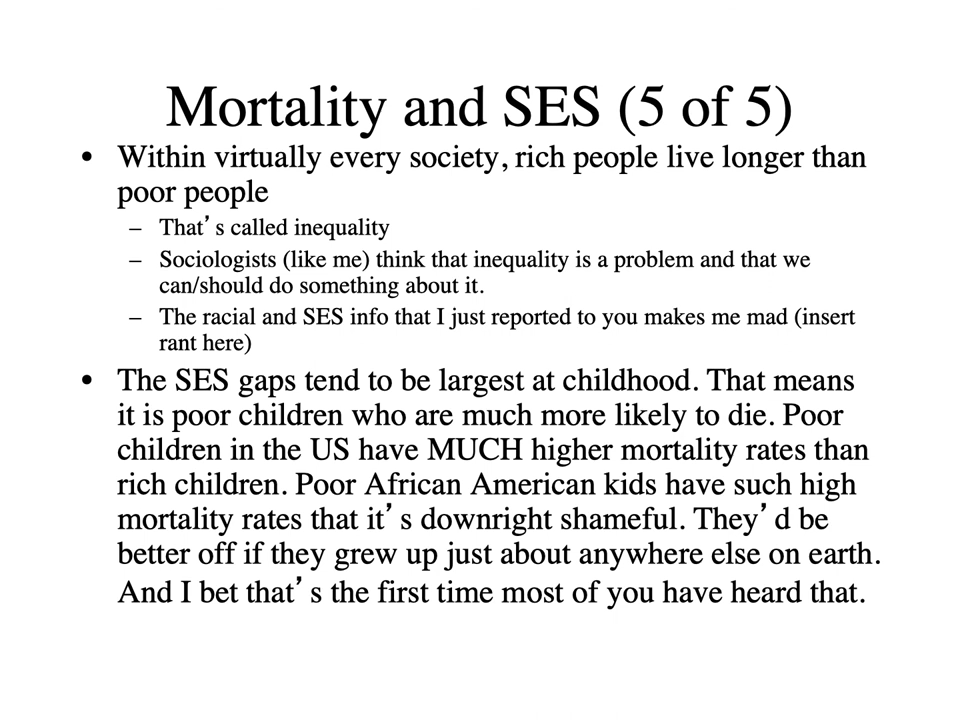 Mortality and SES (5 of 5)
• Within virtually every society, rich people live longer than
poor people
– That’s called inequality
– Sociologists (like me) think that inequality is a problem and that we
can/should do something about it.
– The racial and SES info that I just reported to you makes me mad (insert
rant here)
• The SES gaps tend to be largest at childhood. That means
it is poor children who are much more likely to die. Poor
children in the US have MUCH higher mortality rates than
rich children. Poor African American kids have such high
mortality rates that it’s downright shameful. They’d be
better off if they grew up just about anywhere else on earth.
And I bet that’s the first time most of you have heard that.